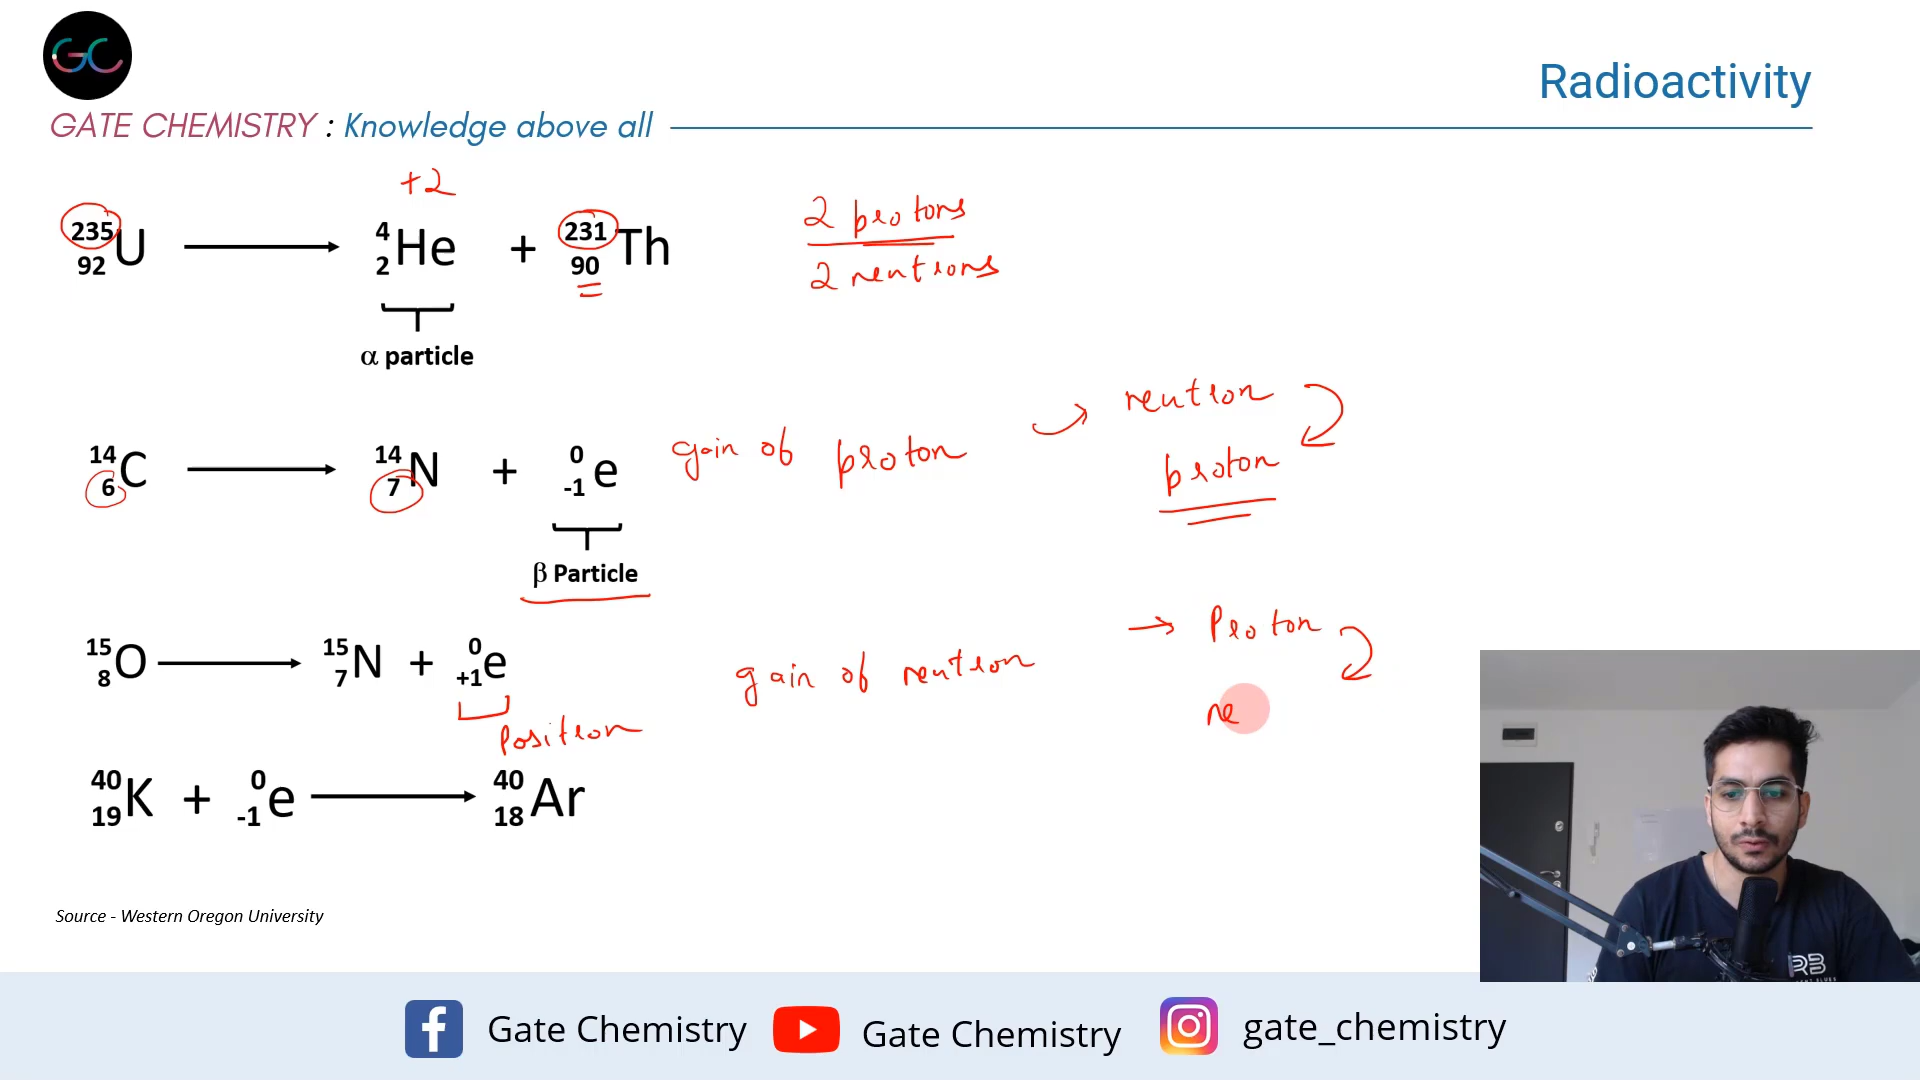 GC
Radioactivity
GATE CHEMISTRY : Knowledge above all
+2
235 92 U → 4 2 He + 231 90 Th
2 protons
2 neutrons
α particle
14 6 C → 14 7 N + 0 -1 e
gain of proton → neutron
proton
β Particle
15 8 O → 15 7 N + 0 +1 e
gain of neutron → Proton
ne
Positron
40 19 K + 0 -1 e → 40 18 Ar
Source - Western Oregon University
RB
Gate Chemistry
Gate Chemistry
gate_chemistry